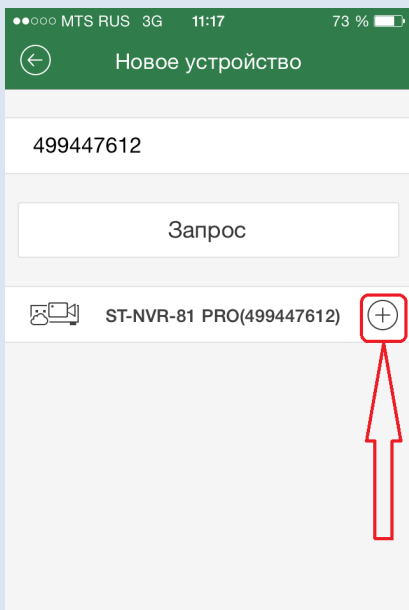 MTS RUS 3G 11:17 73 %
Новое устройство
499447612
Запрос
ST-NVR-81 PRO(499447612)